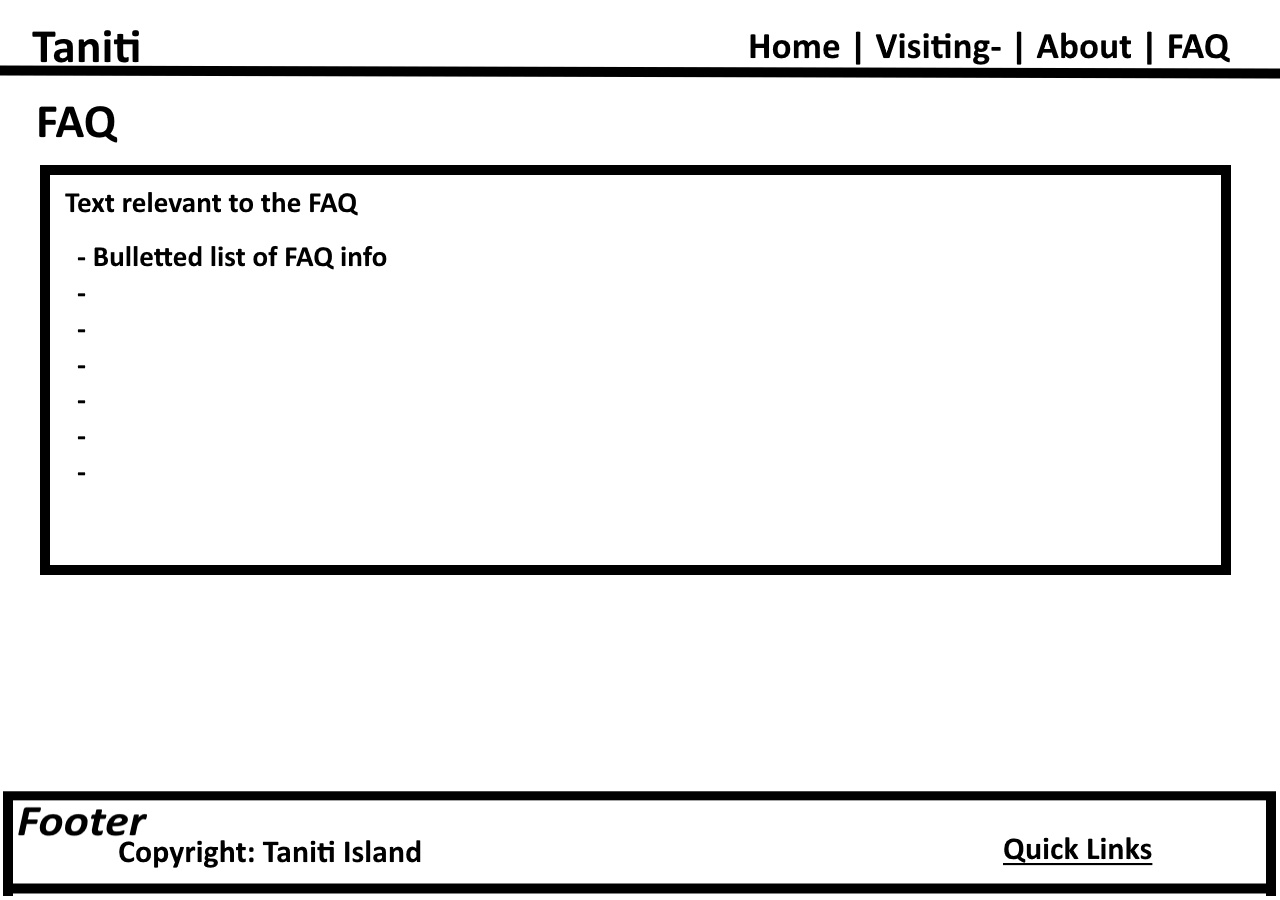 Taniti
Home | Visiting- | About | FAQ
FAQ
Text relevant to the FAQ
- Bulletted list of FAQ info
-
-
-
-
-
-
Footer
Copyright: Taniti Island
Quick Links